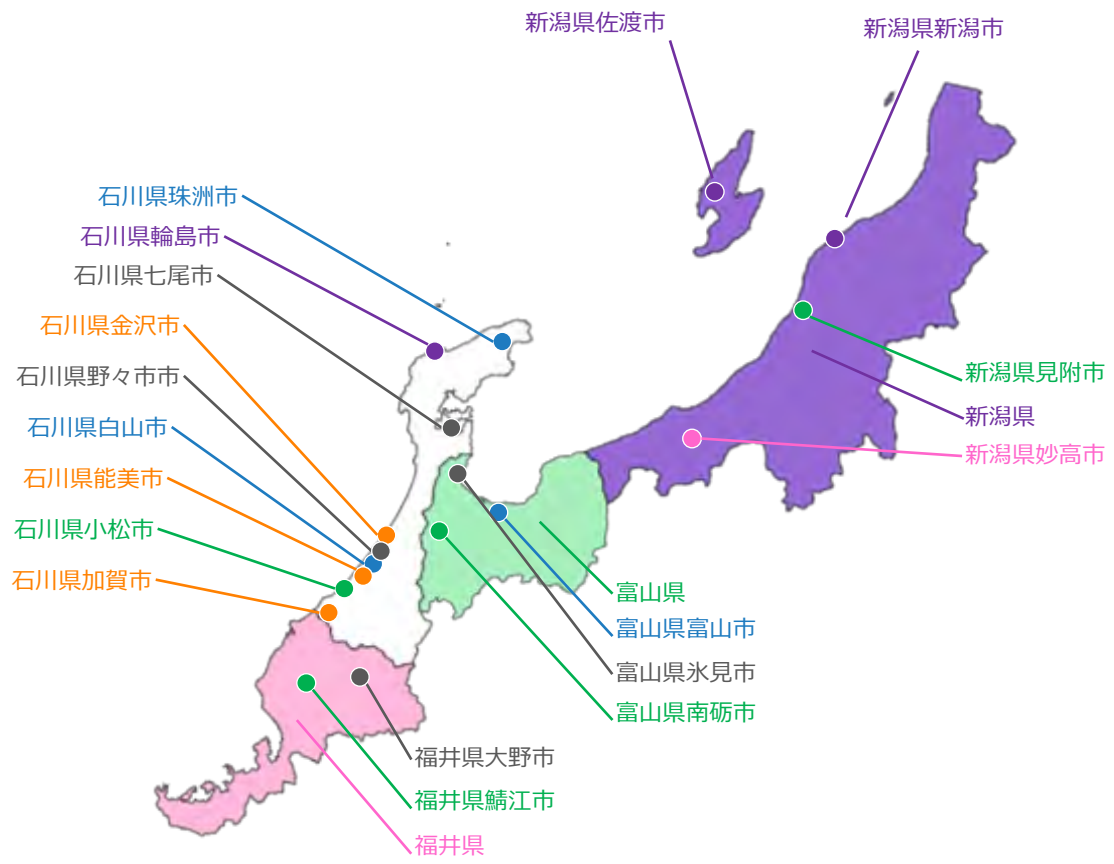 新潟県佐渡市
新潟県新潟市
石川県珠洲市
石川県輪島市
石川県七尾市
石川県金沢市
石川県野々市市
石川県白山市
石川県能美市
石川県小松市
石川県加賀市
新潟県見附市
新潟県
新潟県妙高市
富山県
富山県富山市
富山県氷見市
富山県南砺市
福井県大野市
福井県鯖江市
福井県